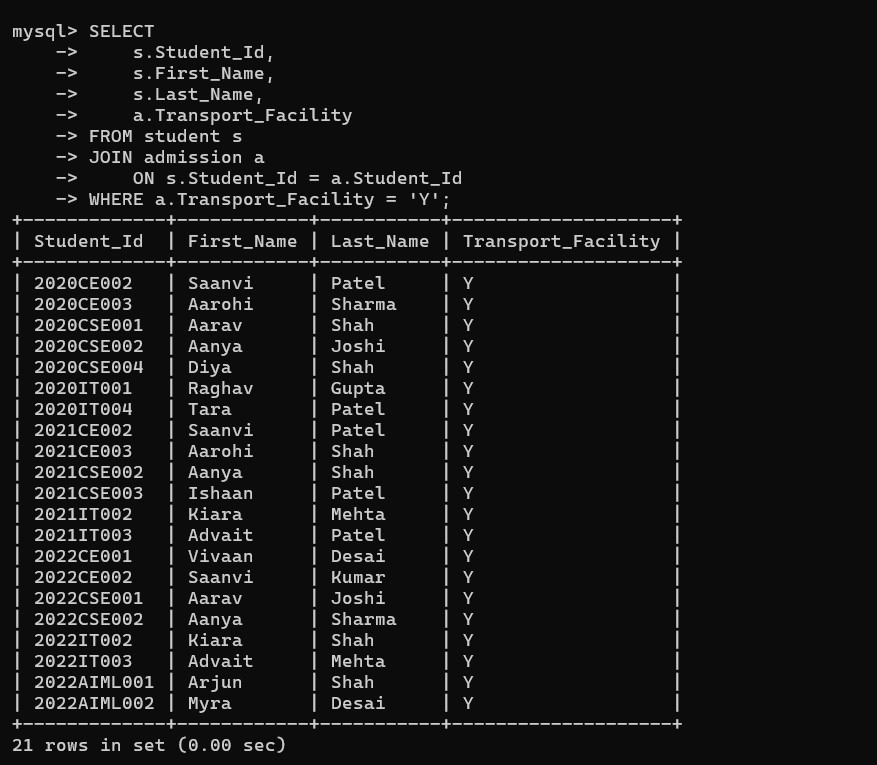 mysql> SELECT
    ->     s.Student_Id,
    ->     s.First_Name,
    ->     s.Last_Name,
    ->     a.Transport_Facility
    -> FROM student s
    -> JOIN admission a
    ->     ON s.Student_Id = a.Student_Id
    -> WHERE a.Transport_Facility = 'Y';
+-------------+------------+-----------+--------------------+
| Student_Id  | First_Name | Last_Name | Transport_Facility |
+-------------+------------+-----------+--------------------+
| 2020CE002   | Saanvi     | Patel     | Y                  |
| 2020CE003   | Aarohi     | Sharma    | Y                  |
| 2020CSE001  | Aarav      | Shah      | Y                  |
| 2020CSE002  | Aanya      | Joshi     | Y                  |
| 2020CSE004  | Diya       | Shah      | Y                  |
| 2020IT001   | Raghav     | Gupta     | Y                  |
| 2020IT004   | Tara       | Patel     | Y                  |
| 2021CE002   | Saanvi     | Patel     | Y                  |
| 2021CE003   | Aarohi     | Shah      | Y                  |
| 2021CSE002  | Aanya      | Shah      | Y                  |
| 2021CSE003  | Ishaan     | Patel     | Y                  |
| 2021IT002   | Kiara      | Mehta     | Y                  |
| 2021IT003   | Advait     | Patel     | Y                  |
| 2022CE001   | Vivaan     | Desai     | Y                  |
| 2022CE002   | Saanvi     | Kumar     | Y                  |
| 2022CSE001  | Aarav      | Joshi     | Y                  |
| 2022CSE002  | Aanya      | Sharma    | Y                  |
| 2022IT002   | Kiara      | Shah      | Y                  |
| 2022IT003   | Advait     | Mehta     | Y                  |
| 2022AIML001 | Arjun      | Shah      | Y                  |
| 2022AIML002 | Myra       | Desai     | Y                  |
+-------------+------------+-----------+--------------------+
21 rows in set (0.00 sec)